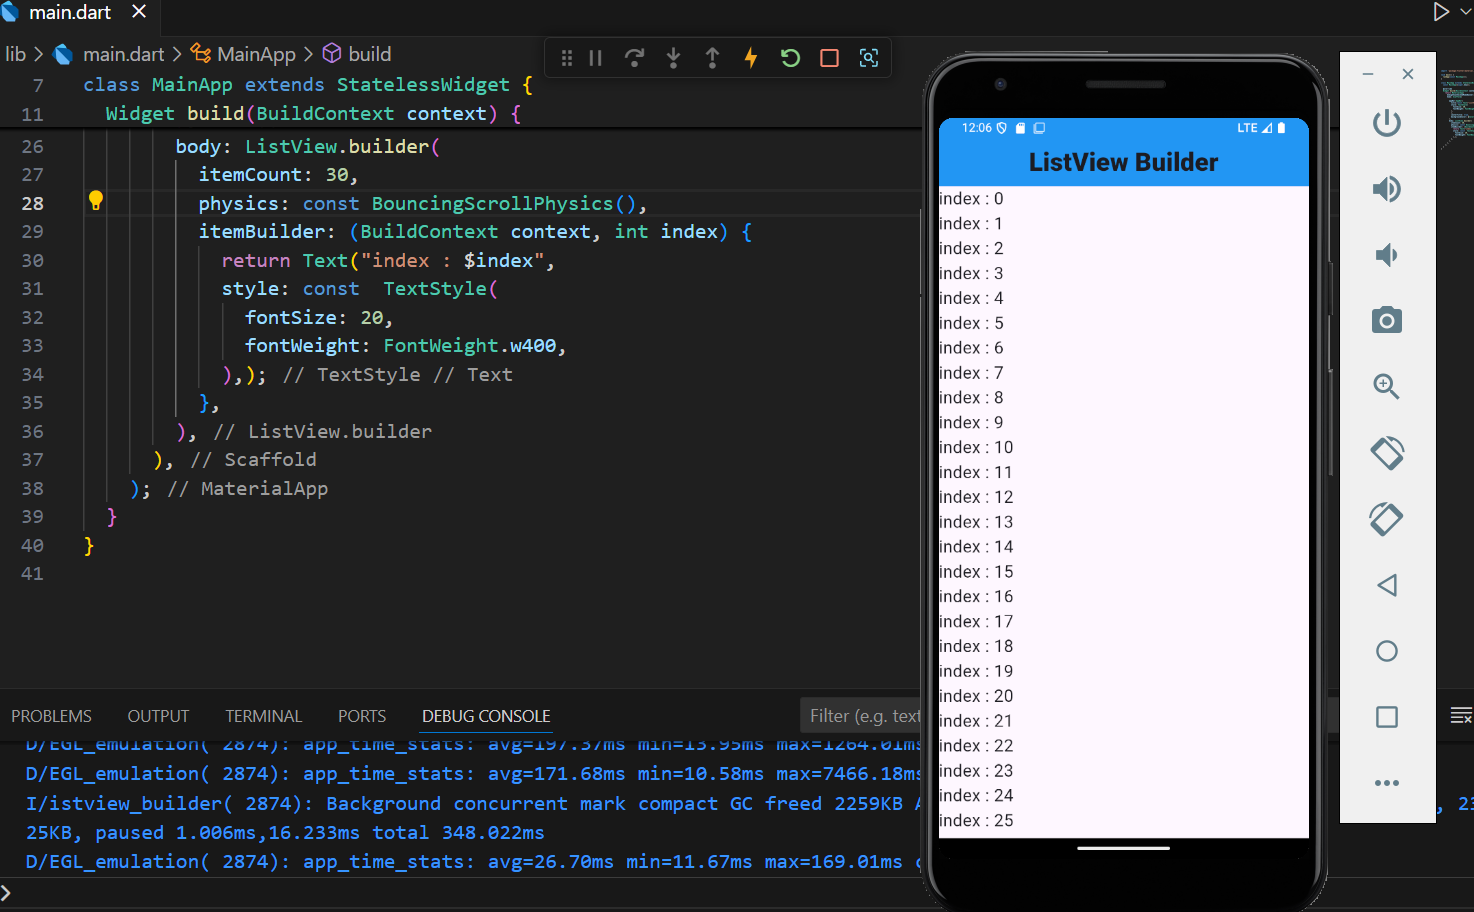 main.dart
lib > main.dart > MainApp > build
7 class MainApp extends StatelessWidget {
11 Widget build(BuildContext context) {
26 body: ListView.builder(
27 itemCount: 30,
28 physics: const BouncingScrollPhysics(),
29 itemBuilder: (BuildContext context, int index) {
30 return Text("index : $index",
31 style: const  TextStyle(
32 fontSize: 20,
33 fontWeight: FontWeight.w400,
34 ),); // TextStyle // Text
35 },
36 ), // ListView.builder
37 ), // Scaffold
38 ); // MaterialApp
39 }
40 }
41
PROBLEMS OUTPUT TERMINAL PORTS DEBUG CONSOLE Filter (e.g. text
D/EGL_emulation( 2874): app_time_stats: avg=197.37ms min=13.95ms max=1264.01ms
D/EGL_emulation( 2874): app_time_stats: avg=171.68ms min=10.58ms max=7466.18ms
I/istview_builder( 2874): Background concurrent mark compact GC freed 2259KB A , 23
25KB, paused 1.006ms,16.233ms total 348.022ms
D/EGL_emulation( 2874): app_time_stats: avg=26.70ms min=11.67ms max=169.01ms c
>
12:06 LTE
ListView Builder
index : 0
index : 1
index : 2
index : 3
index : 4
index : 5
index : 6
index : 7
index : 8
index : 9
index : 10
index : 11
index : 12
index : 13
index : 14
index : 15
index : 16
index : 17
index : 18
index : 19
index : 20
index : 21
index : 22
index : 23
index : 24
index : 25